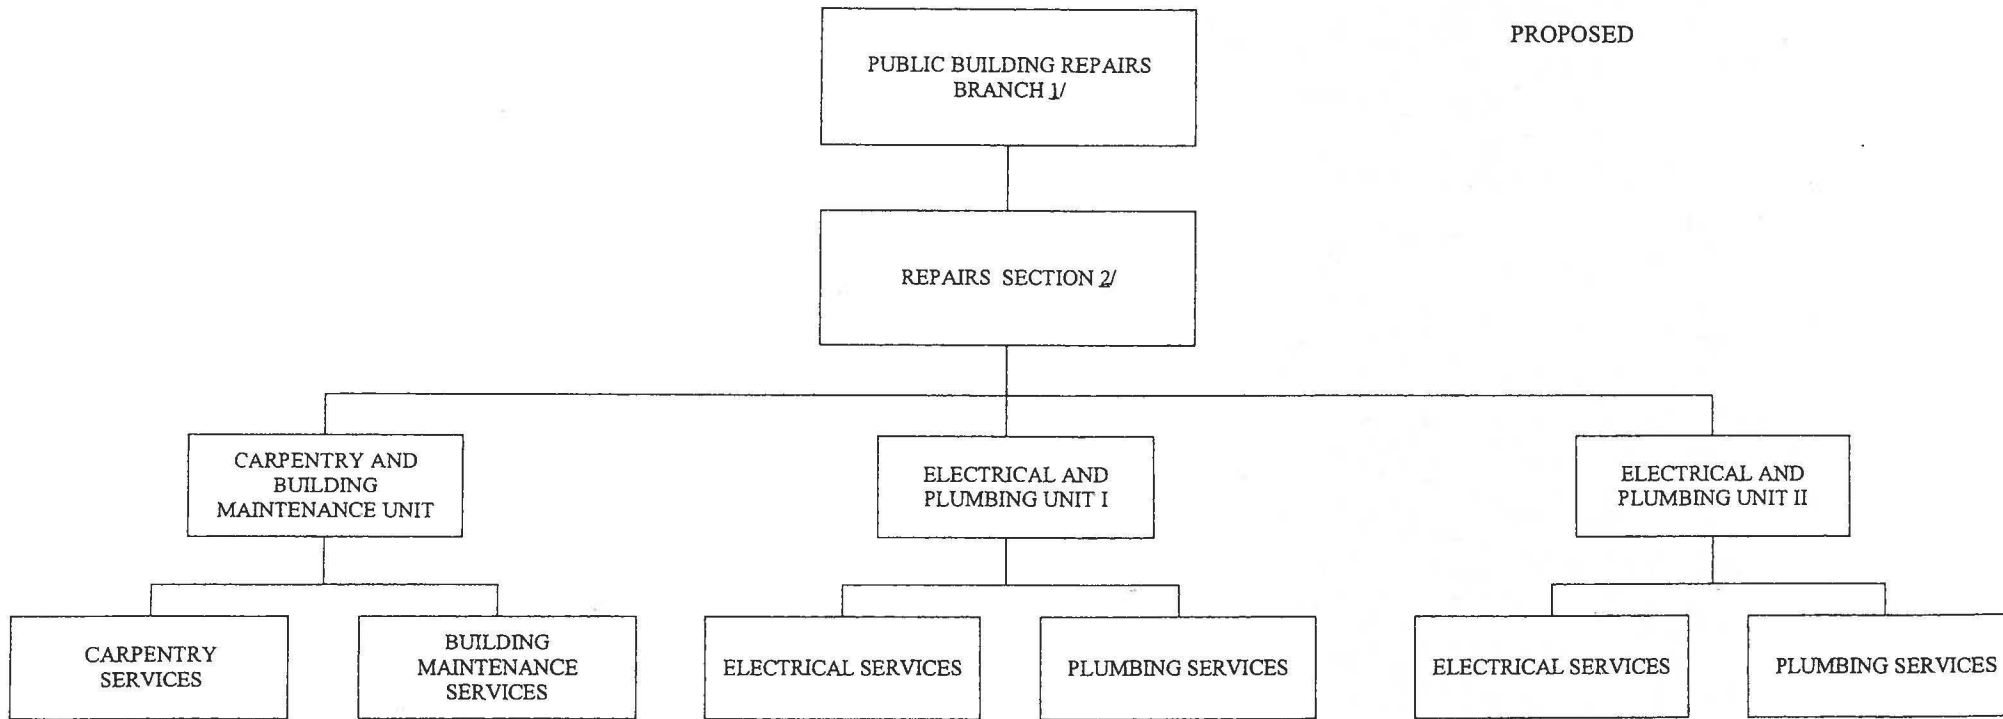 PROPOSED
PUBLIC BUILDING REPAIRS
BRANCH 1/
REPAIRS SECTION 2/
CARPENTRY AND
BUILDING
MAINTENANCE UNIT
ELECTRICAL AND
PLUMBING UNIT I
ELECTRICAL AND
PLUMBING UNIT II
CARPENTRY
SERVICES
BUILDING
MAINTENANCE
SERVICES
ELECTRICAL SERVICES
PLUMBING SERVICES
ELECTRICAL SERVICES
PLUMBING SERVICES